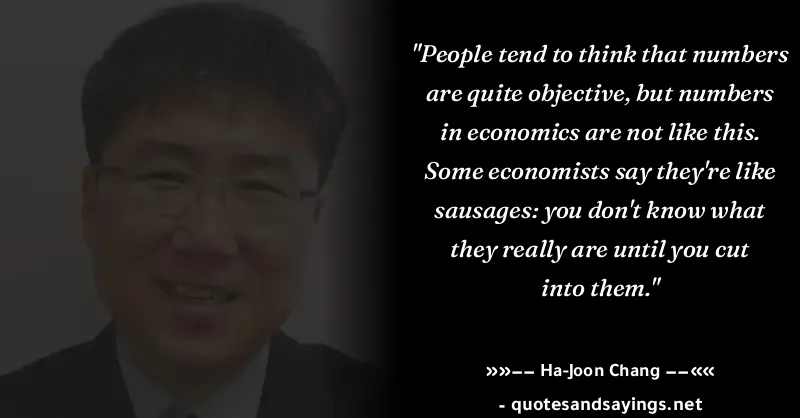 "People tend to think that numbers
are quite objective, but numbers
in economics are not like this.
Some economists say they're like
sausages: you don't know what
they really are until you cut
into them."
»»−− Ha-Joon Chang −−««
- quotesandsayings.net